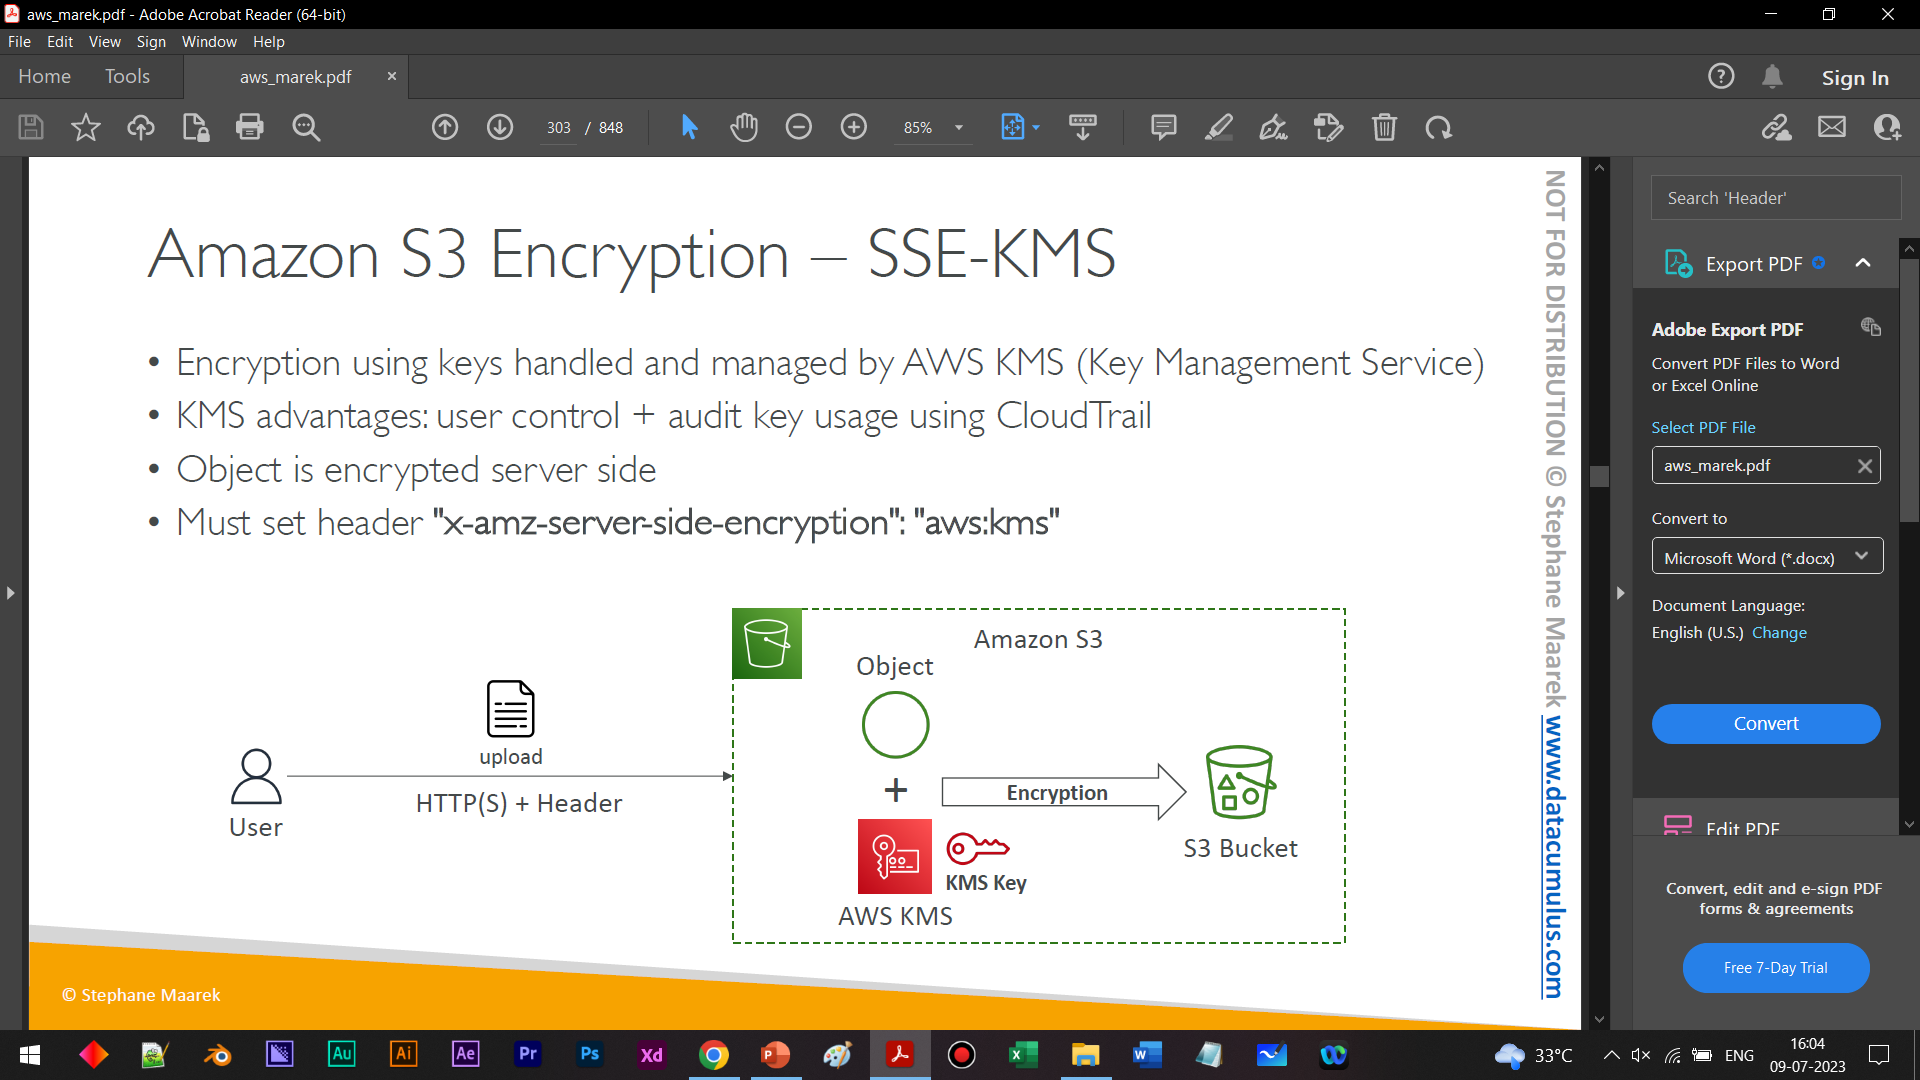 aws_marek.pdf - Adobe Acrobat Reader (64-bit)
File Edit View Sign Window Help
Home Tools aws_marek.pdf
Sign In
303 / 848 85%
Amazon S3 Encryption – SSE-KMS
• Encryption using keys handled and managed by AWS KMS (Key Management Service)
• KMS advantages: user control + audit key usage using CloudTrail
• Object is encrypted server side
• Must set header "x-amz-server-side-encryption": "aws:kms"
Amazon S3
Object
upload
HTTP(S) + Header
User
+
Encryption
KMS Key
AWS KMS
S3 Bucket
© Stephane Maarek
NOT FOR DISTRIBUTION © Stephane Maarek www.datacumulus.com
Search 'Header'
Export PDF
Adobe Export PDF
Convert PDF Files to Word
or Excel Online
Select PDF File
aws_marek.pdf
Convert to
Microsoft Word (*.docx)
Document Language:
English (U.S.) Change
Convert
Edit PDF
Convert, edit and e-sign PDF
forms & agreements
Free 7-Day Trial
Au Ai Ae Pr Ps Xd
33°C
ENG
16:04
09-07-2023